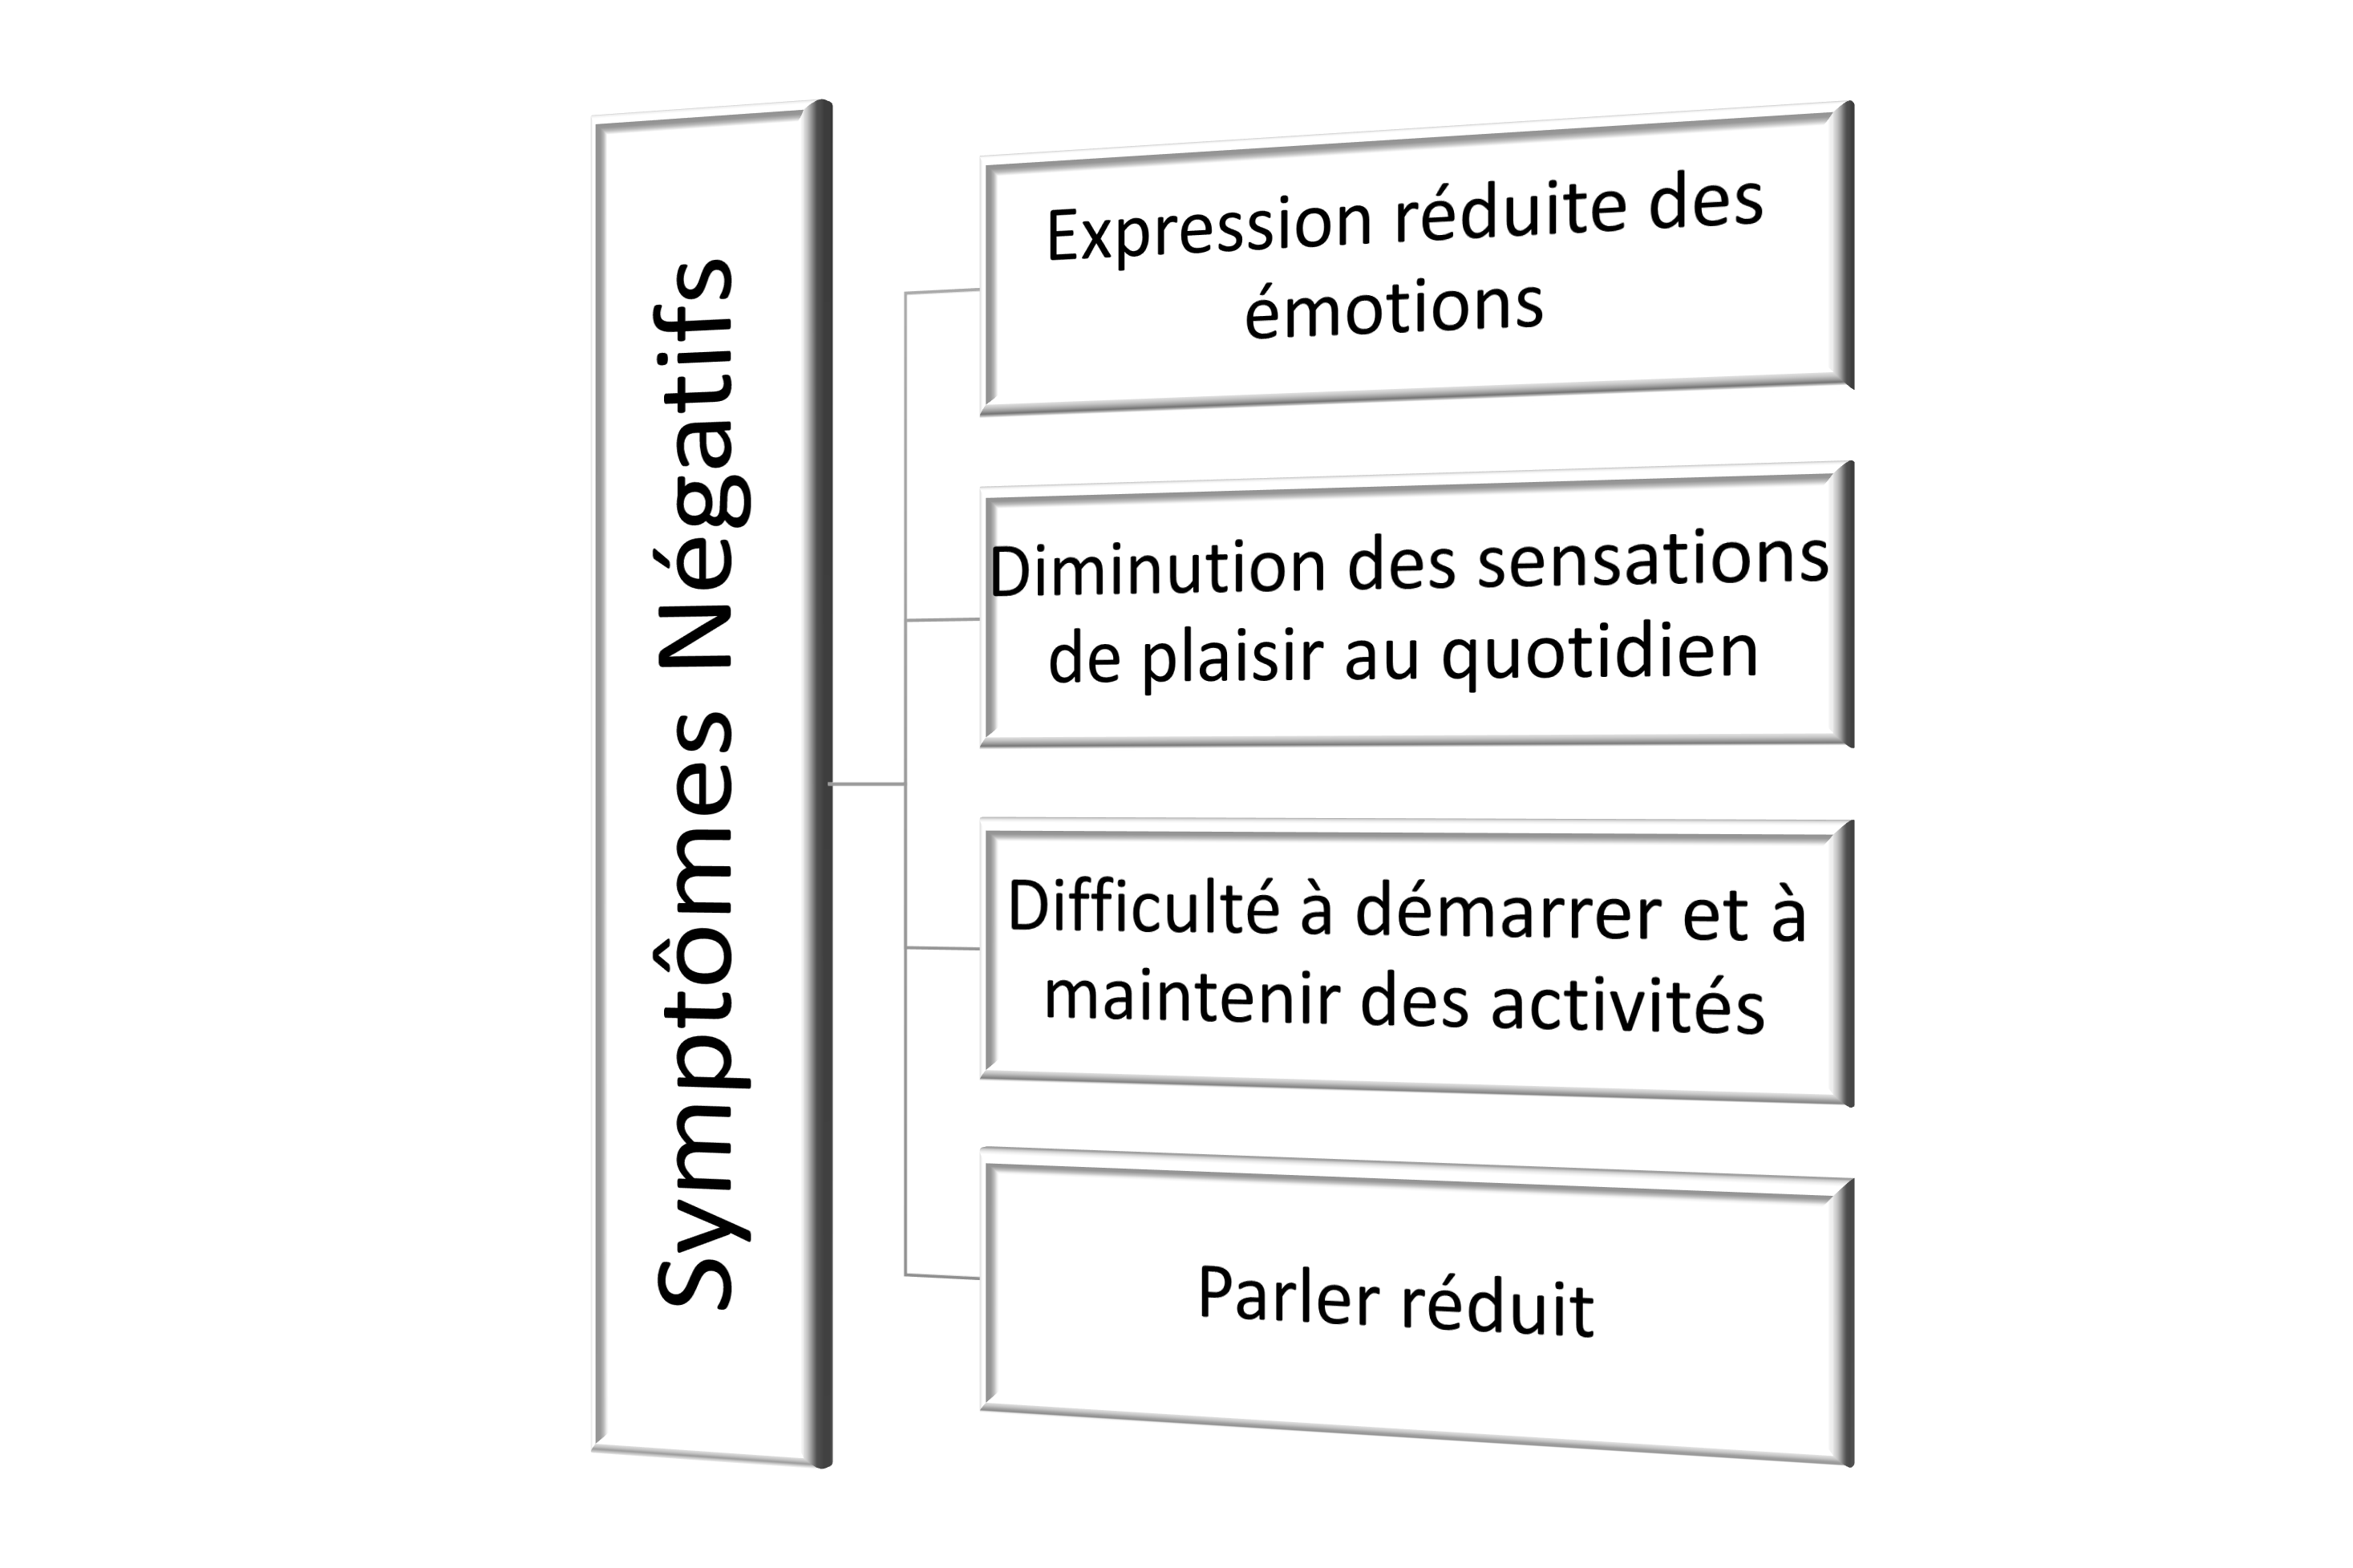 Symptômes Négatifs
Expression réduite des
émotions
Diminution des sensations
de plaisir au quotidien
Difficulté à démarrer et à
maintenir des activités
Parler réduit